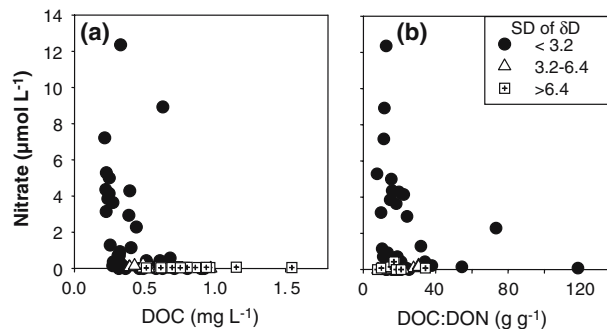 (a)
(b)
SD of δD
< 3.2
3.2-6.4
>6.4
Nitrate (µmol L-1)
14
12
10
8
6
4
2
0
0.0 0.5 1.0 1.5
0 40 80 120
DOC (mg L-1)
DOC:DON (g g-1)